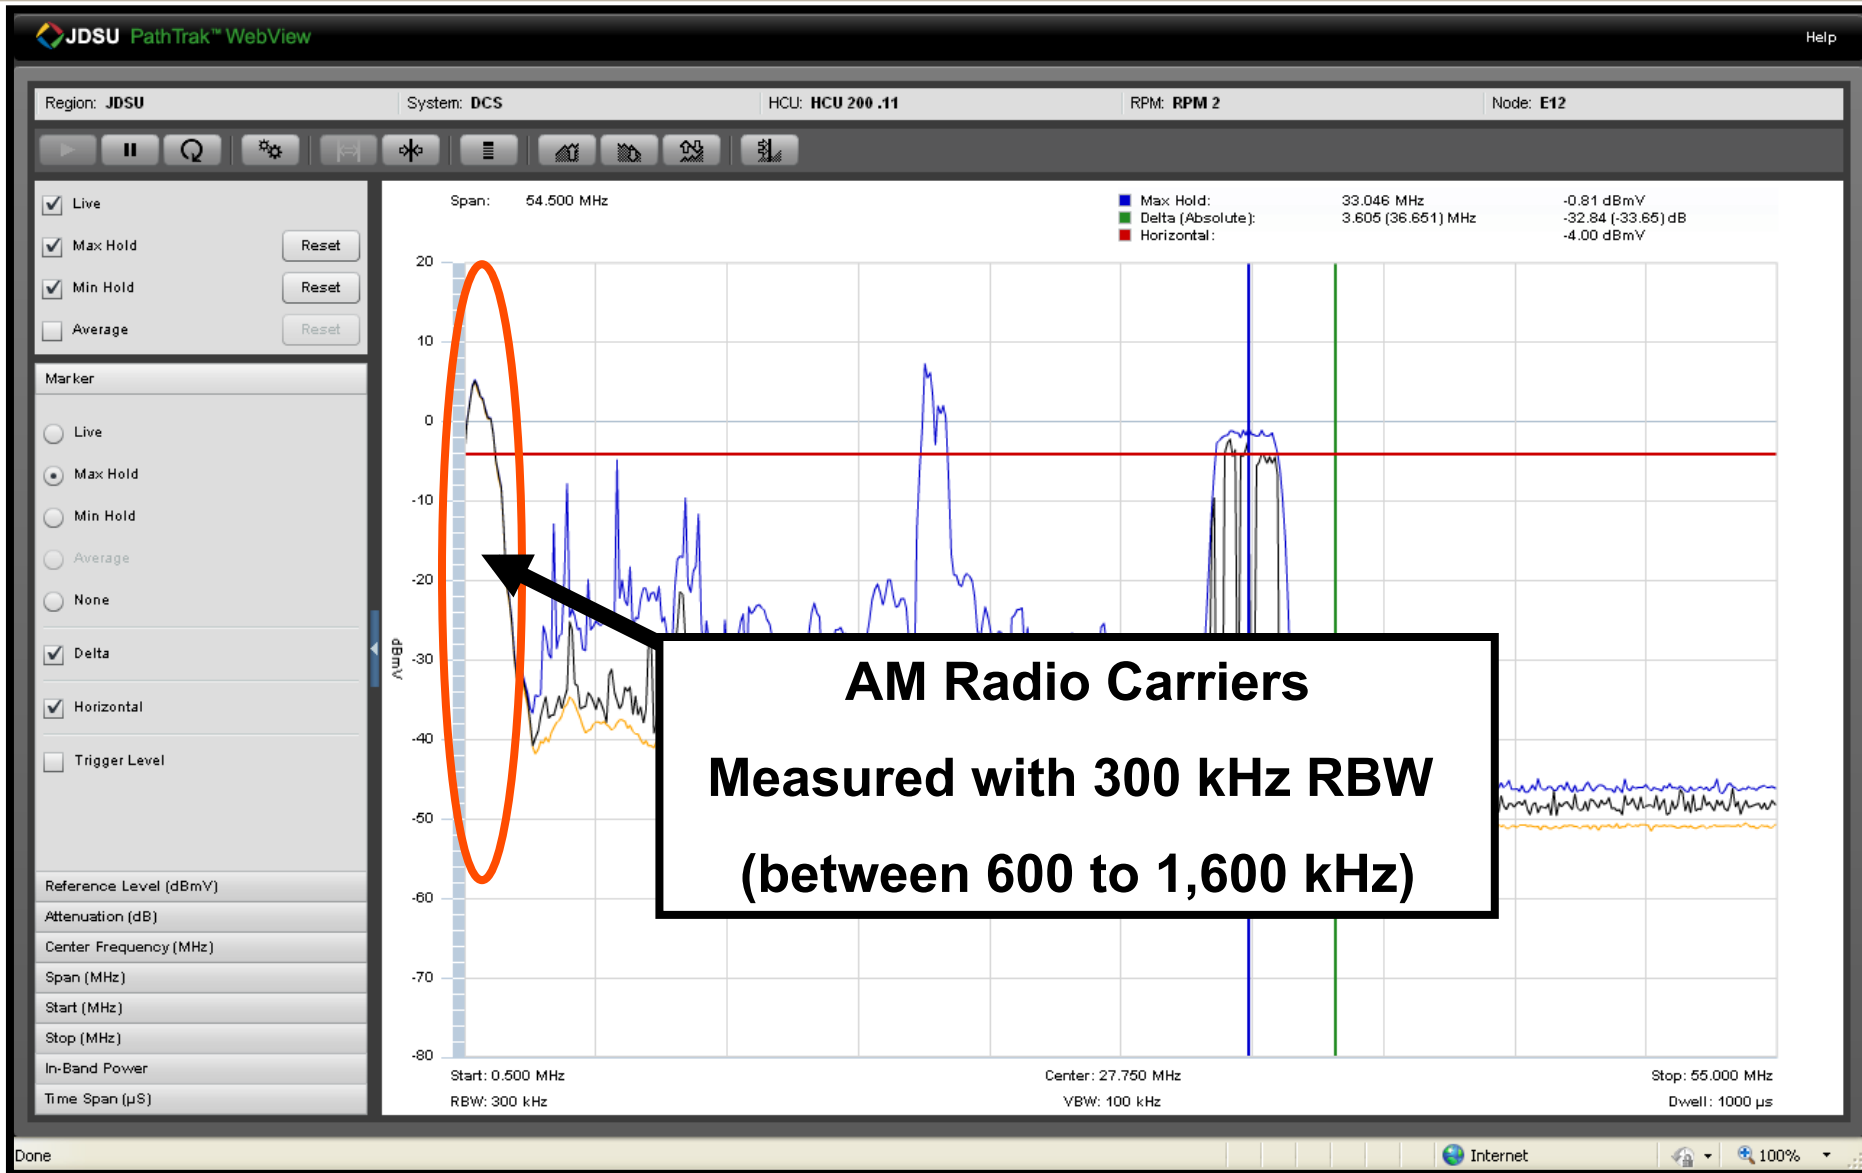 JDSU PathTrak™ WebView
Help
Region: JDSU System: DCS HCU: HCU 200 .11 RPM: RPM 2 Node: E12
Live
Max Hold Reset
Min Hold Reset
Average Reset
Marker
Live
Max Hold
Min Hold
Average
None
Delta
Horizontal
Trigger Level
Reference Level (dBmV)
Attenuation (dB)
Center Frequency (MHz)
Span (MHz)
Start (MHz)
Stop (MHz)
In-Band Power
Time Span (µS)
Span: 54.500 MHz
Max Hold: 33.046 MHz -0.81 dBmV
Delta (Absolute): 3.605 (36.651) MHz -32.84 (-33.65) dB
Horizontal: -4.00 dBmV
20
10
0
-10
-20
-30
-40
-50
-60
-70
-80
dBmV
AM Radio Carriers
Measured with 300 kHz RBW
(between 600 to 1,600 kHz)
Start: 0.500 MHz Center: 27.750 MHz Stop: 55.000 MHz
RBW: 300 kHz VBW: 100 kHz Dwell: 1000 µs
Done Internet 100%